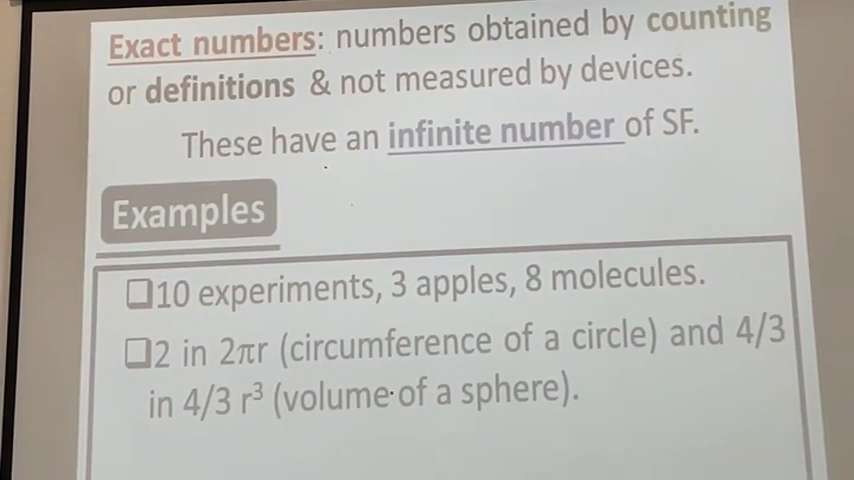 Exact numbers: numbers obtained by counting
or definitions & not measured by devices.
These have an infinite number of SF.
Examples
❑10 experiments, 3 apples, 8 molecules.
❑2 in 2πr (circumference of a circle) and 4/3
in 4/3 r³ (volume of a sphere).